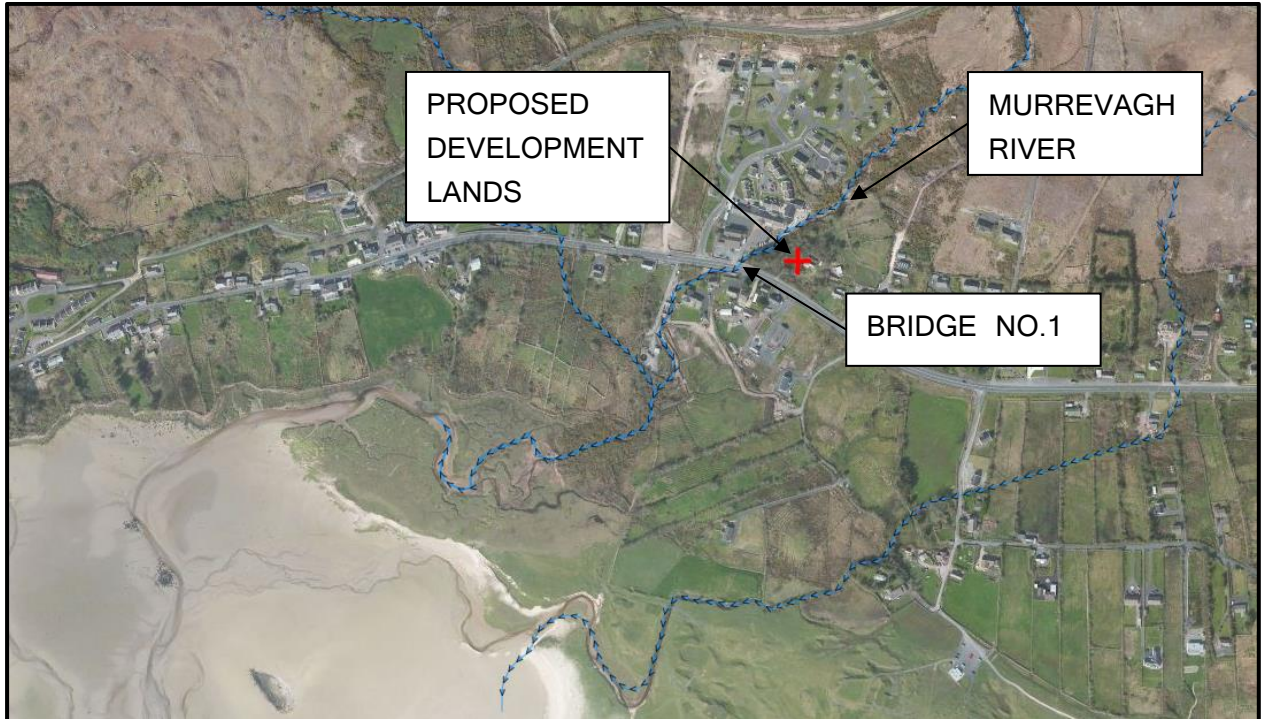 PROPOSED
DEVELOPMENT
LANDS
MURREVAGH
RIVER
BRIDGE NO.1